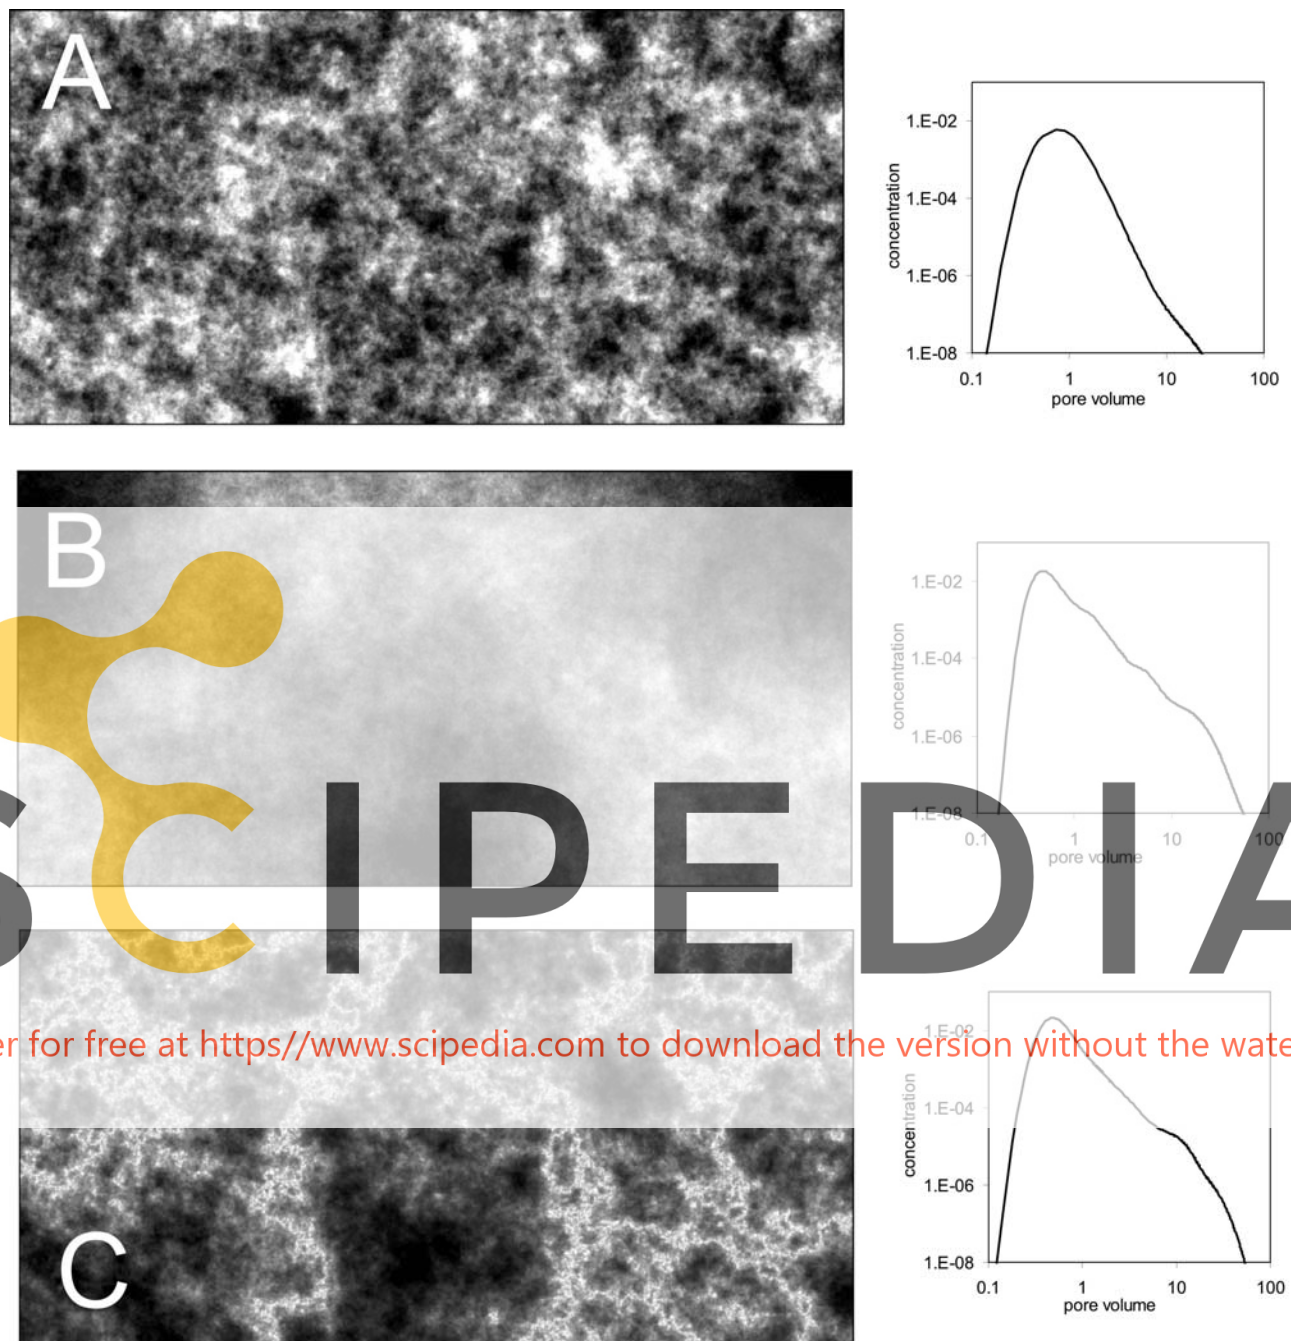 A
1.E-02
1.E-04
1.E-06
1.E-08
concentration
0.1 1 10 100
pore volume
B
1.E-02
1.E-04
1.E-06
1.E-08
concentration
0.1 1 10 100
pore volume
SCIPEDIA
er for free at https//www.scipedia.com to download the version without the wate
1.E-02
1.E-04
1.E-06
1.E-08
concentration
0.1 1 10 100
pore volume
C